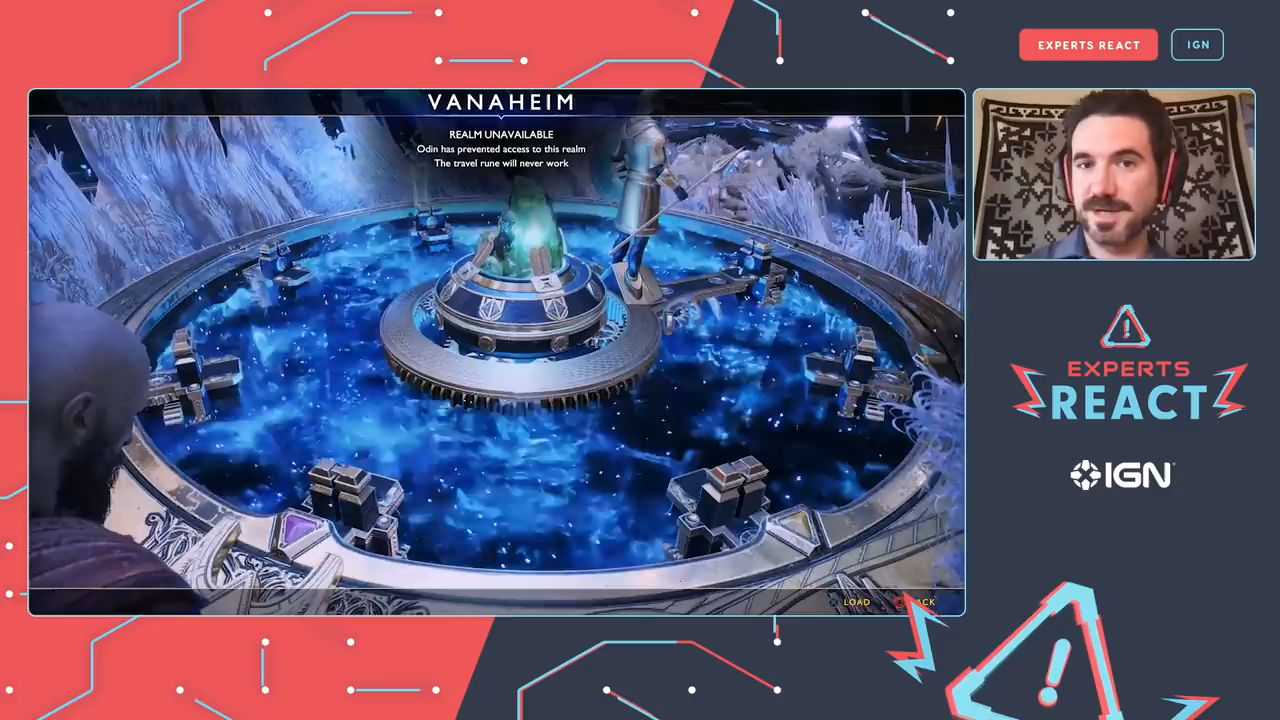 EXPERTS REACT
IGN
VANAHEIM
REALM UNAVAILABLE
Odin has prevented access to this realm
The travel rune will never work
EXPERTS
REACT
IGN
LOAD